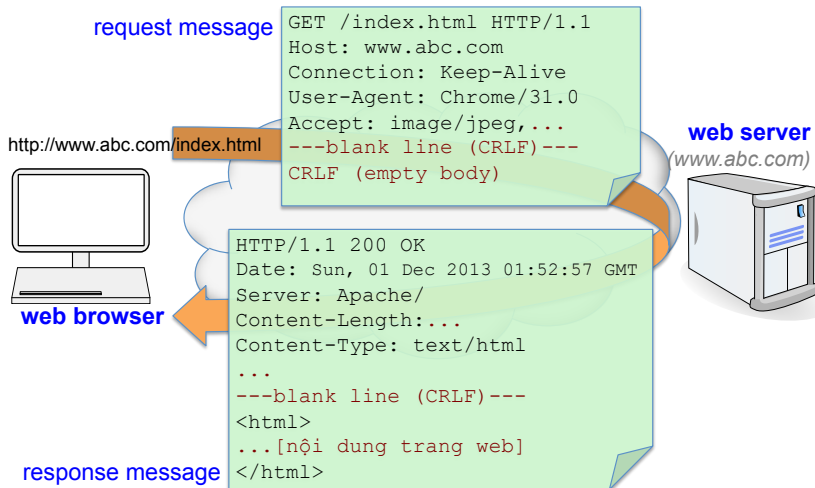 request message
GET /index.html HTTP/1.1
Host: www.abc.com
Connection: Keep-Alive
User-Agent: Chrome/31.0
Accept: image/jpeg,...
---blank line (CRLF)---
CRLF (empty body)
http://www.abc.com/index.html
web server
(www.abc.com)
web browser
HTTP/1.1 200 OK
Date: Sun, 01 Dec 2013 01:52:57 GMT
Server: Apache/
Content-Length:...
Content-Type: text/html
...
---blank line (CRLF)---
<html>
...[nội dung trang web]
</html>
response message